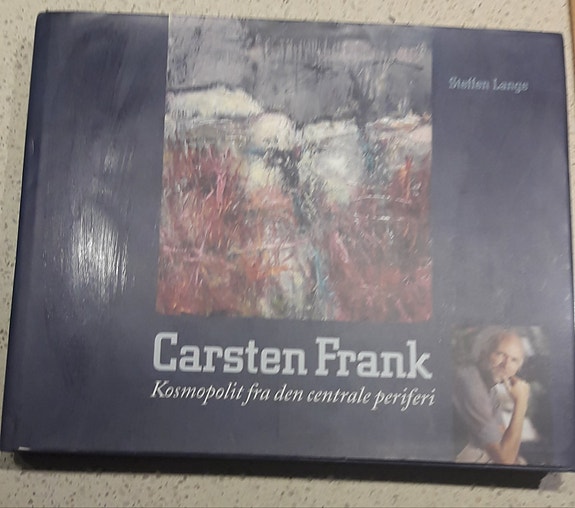 Steffen Lange
Carsten Frank
Kosmopolit fra den centrale periferi